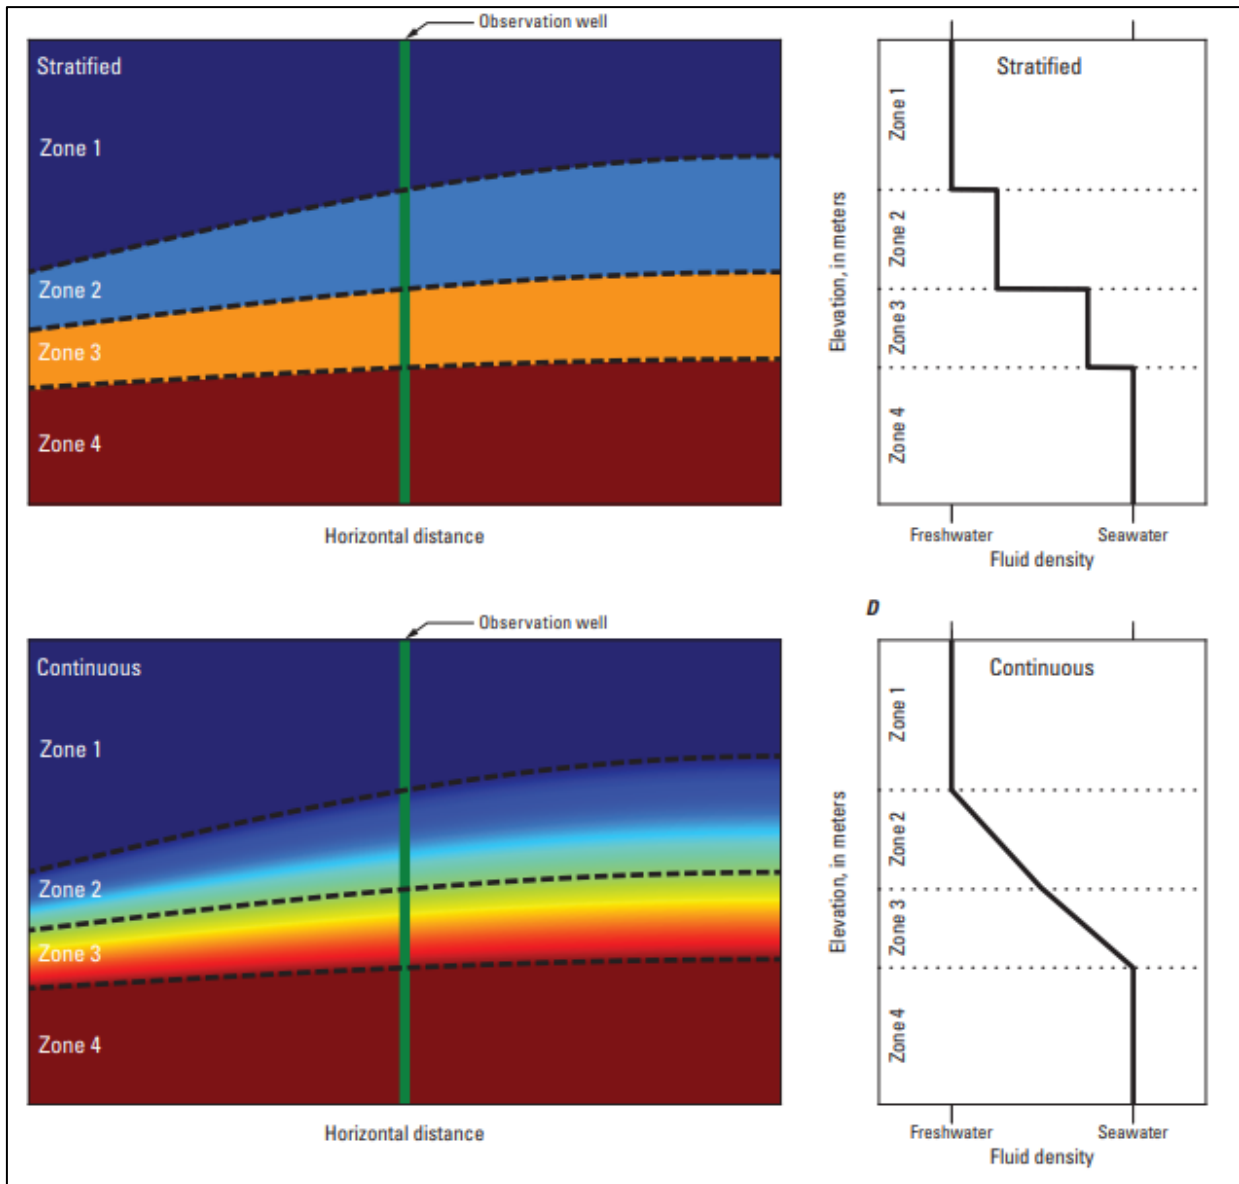 Observation well
Stratified
Zone 1
Zone 2
Zone 3
Zone 4
Horizontal distance
Stratified
Elevation, in meters
Zone 1
Zone 2
Zone 3
Zone 4
Freshwater
Seawater
Fluid density
Observation well
Continuous
Zone 1
Zone 2
Zone 3
Zone 4
Horizontal distance
D
Continuous
Elevation, in meters
Zone 1
Zone 2
Zone 3
Zone 4
Freshwater
Seawater
Fluid density